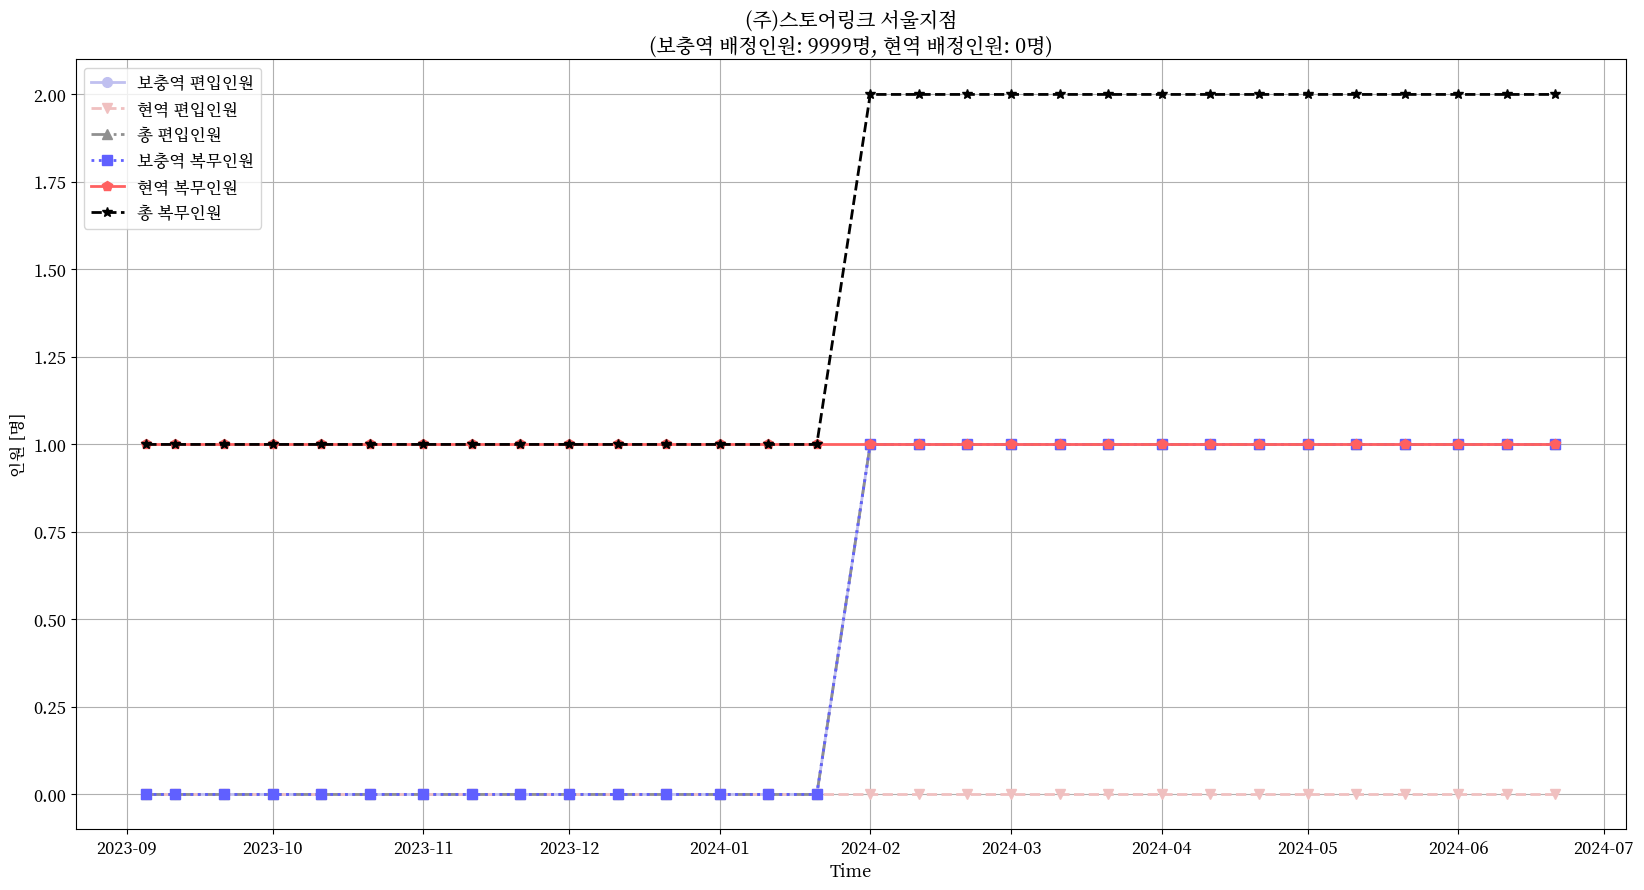 (주)스토어링크 서울지점
(보충역 배정인원: 9999명, 현역 배정인원: 0명)
보충역 편입인원
현역 편입인원
총 편입인원
보충역 복무인원
현역 복무인원
총 복무인원
2.00
1.75
1.50
1.25
1.00
0.75
0.50
0.25
0.00
인원 [명]
2023-09 2023-10 2023-11 2023-12 2024-01 2024-02 2024-03 2024-04 2024-05 2024-06 2024-07
Time